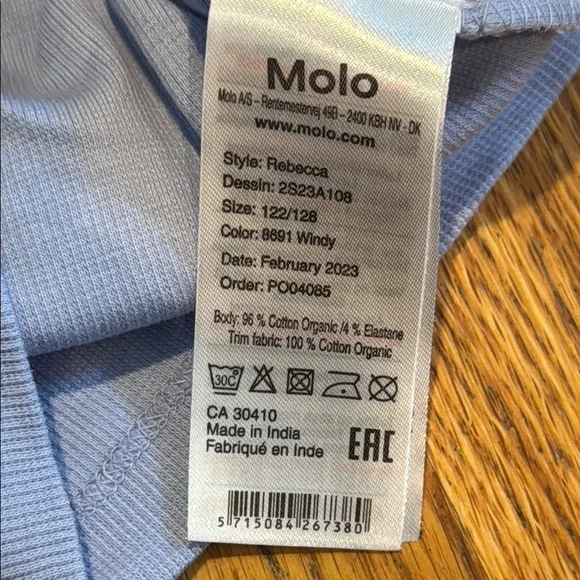 Molo
Molo A/S – Rentemestervej 49B – 2400 KBH NV - DK
www.molo.com
Style: Rebecca
Dessin: 2S23A108
Size: 122/128
Color: 8691 Windy
Date: February 2023
Order: PO04085
Body: 96 % Cotton Organic /4 % Elastane
Trim fabric: 100 % Cotton Organic
30C
CA 30410
Made in India
Fabriqué en Inde
EAC
5 715084 267380